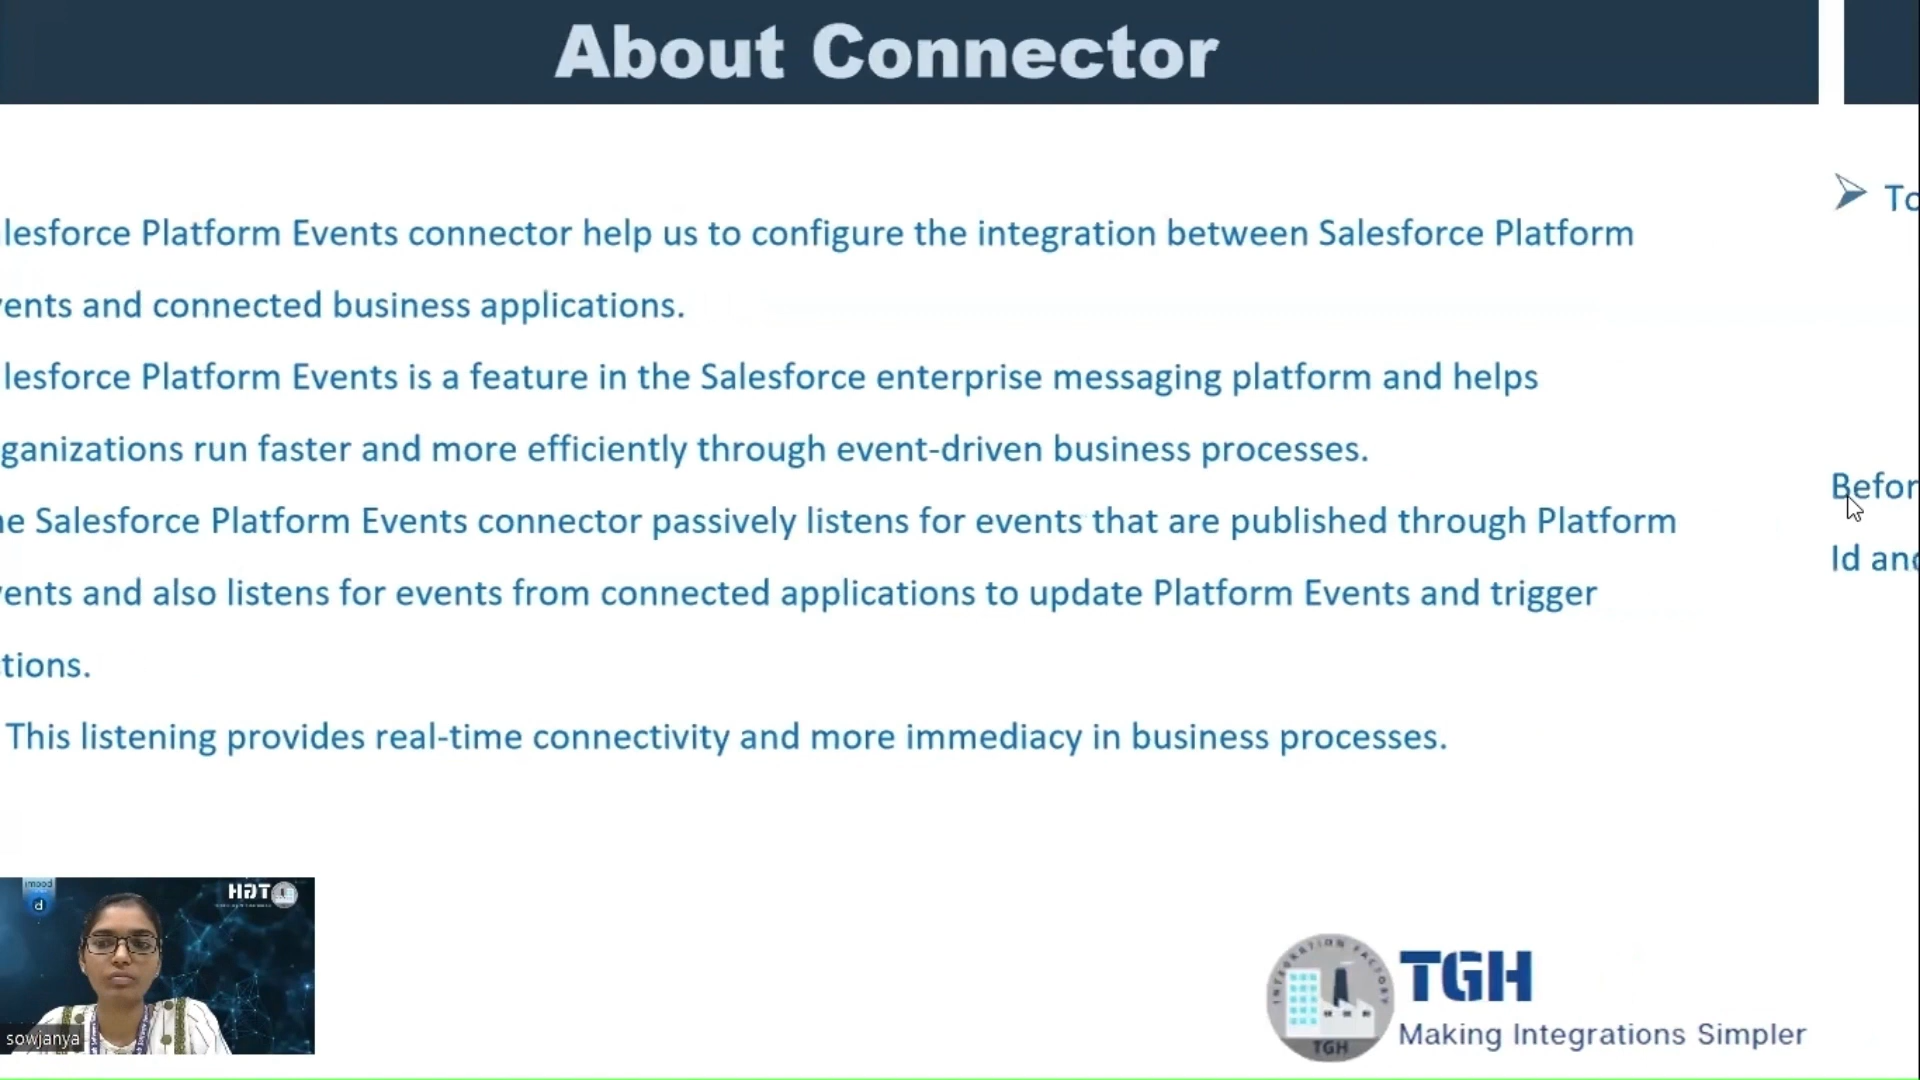 About Connector
lesforce Platform Events connector help us to configure the integration between Salesforce Platform
ents and connected business applications.
lesforce Platform Events is a feature in the Salesforce enterprise messaging platform and helps
ganizations run faster and more efficiently through event-driven business processes.
e Salesforce Platform Events connector passively listens for events that are published through Platform
ents and also listens for events from connected applications to update Platform Events and trigger
tions.
This listening provides real-time connectivity and more immediacy in business processes.
To
Befor
Id and
TGH
sowjanya
INTEGRATION FACTORY
TGH
TGH
Making Integrations Simpler